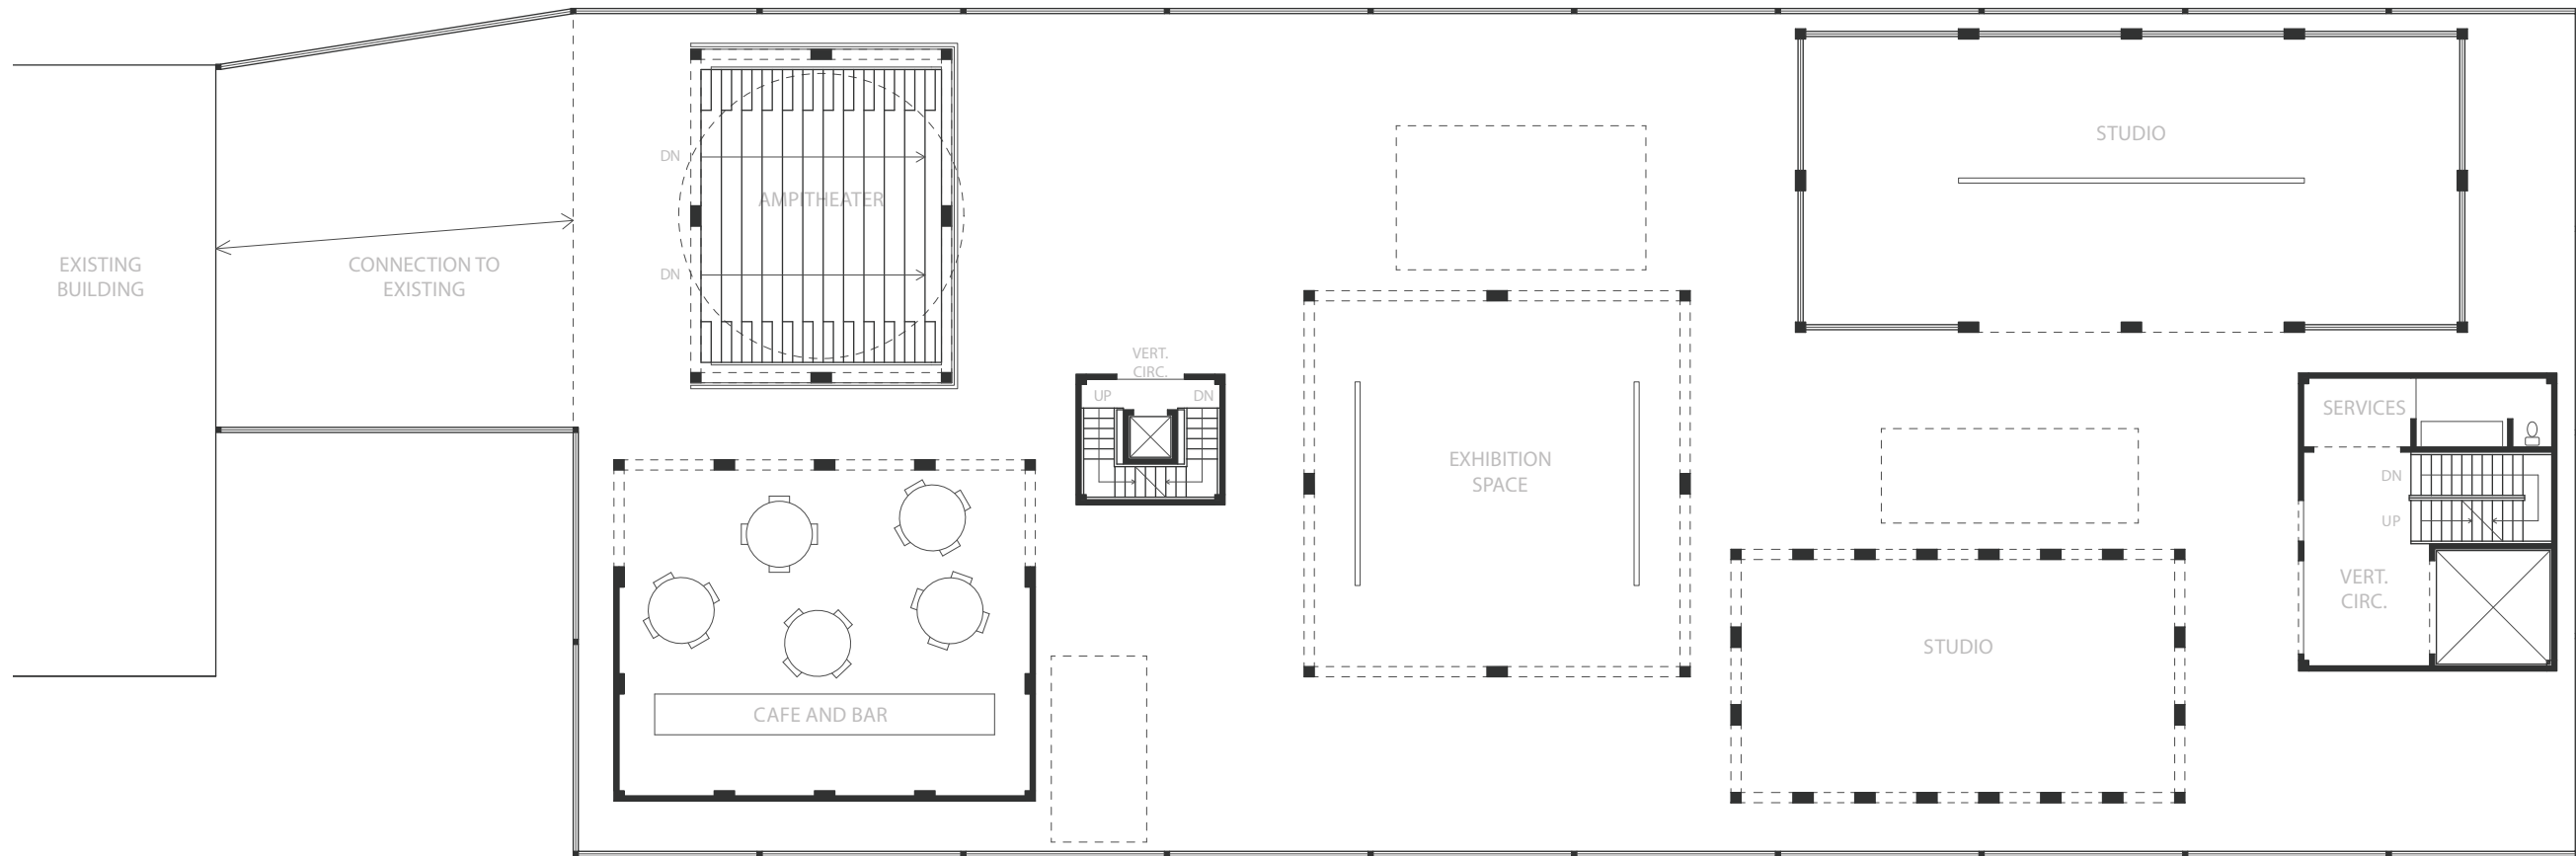 EXISTING
BUILDING
CONNECTION TO
EXISTING
DN
AMPITHEATER
DN
VERT.
CIRC.
UP
DN
CAFE AND BAR
EXHIBITION
SPACE
STUDIO
STUDIO
SERVICES
DN
UP
VERT.
CIRC.